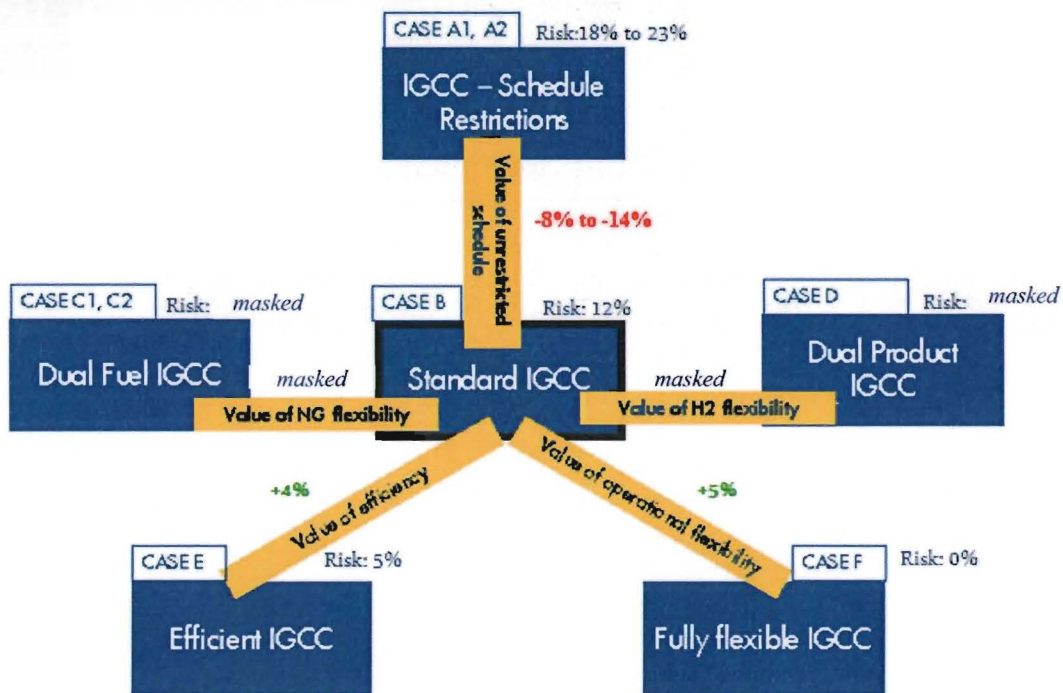 CASE A1, A2
Risk:18% to 23%
IGCC – Schedule
Restrictions
Value of unrestricted
schedule
-8% to -14%
CASE C1, C2
Risk: masked
Dual Fuel IGCC
masked
Value of NG flexibility
CASE B
Risk: 12%
Standard IGCC
masked
Value of H2 flexibility
CASE D
Risk: masked
Dual Product
IGCC
+4%
Value of efficiency
Value of operational flexibility
+5%
CASE E
Risk: 5%
Efficient IGCC
CASE F
Risk: 0%
Fully flexible IGCC